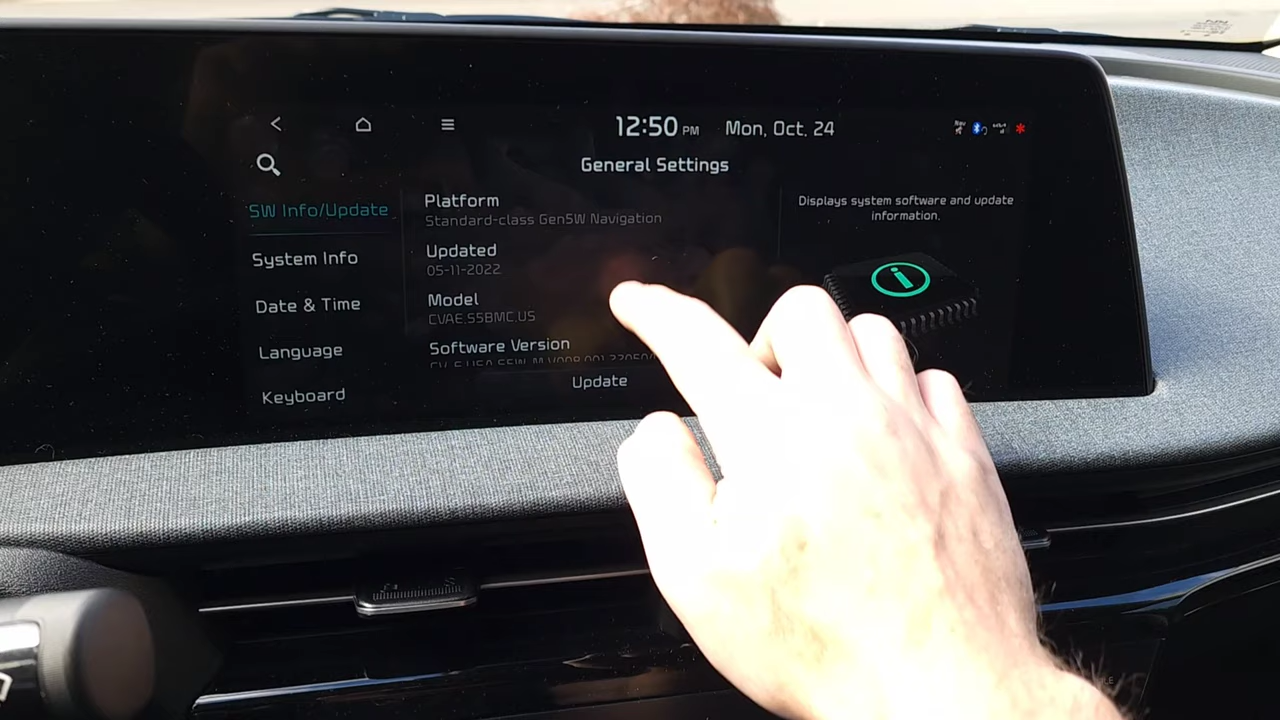 12:50 PM Mon, Oct. 24
General Settings
SW Info/Update
System Info
Date & Time
Language
Keyboard
Platform
Standard-class Gen5W Navigation
Updated
05-11-2022
Model
CVAE.S5BMC.US
Software Version
Update
Displays system software and update
information.